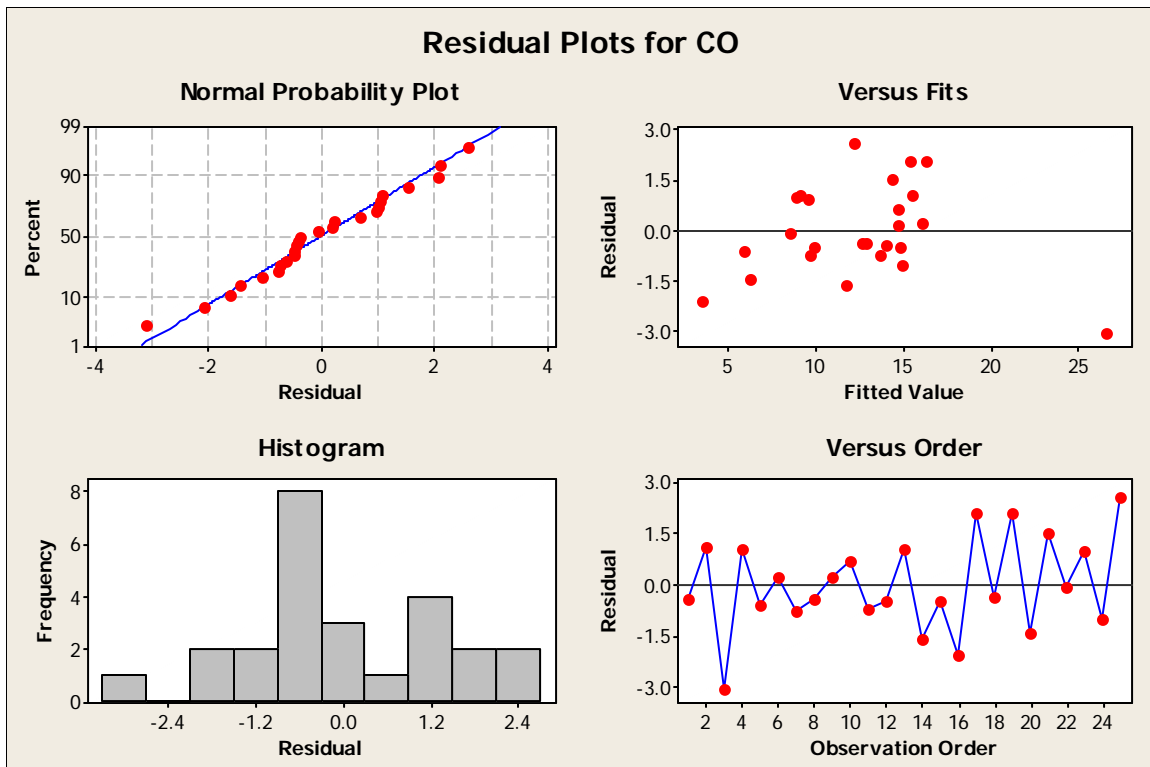 Residual Plots for CO
Normal Probability Plot
99
90
50
10
1
Percent
-4 -2 0 2 4
Residual
Versus Fits
3.0
1.5
0.0
-1.5
-3.0
Residual
5 10 15 20 25
Fitted Value
Histogram
8
6
4
2
0
Frequency
-2.4 -1.2 0.0 1.2 2.4
Residual
Versus Order
3.0
1.5
0.0
-1.5
-3.0
Residual
2 4 6 8 10 12 14 16 18 20 22 24
Observation Order